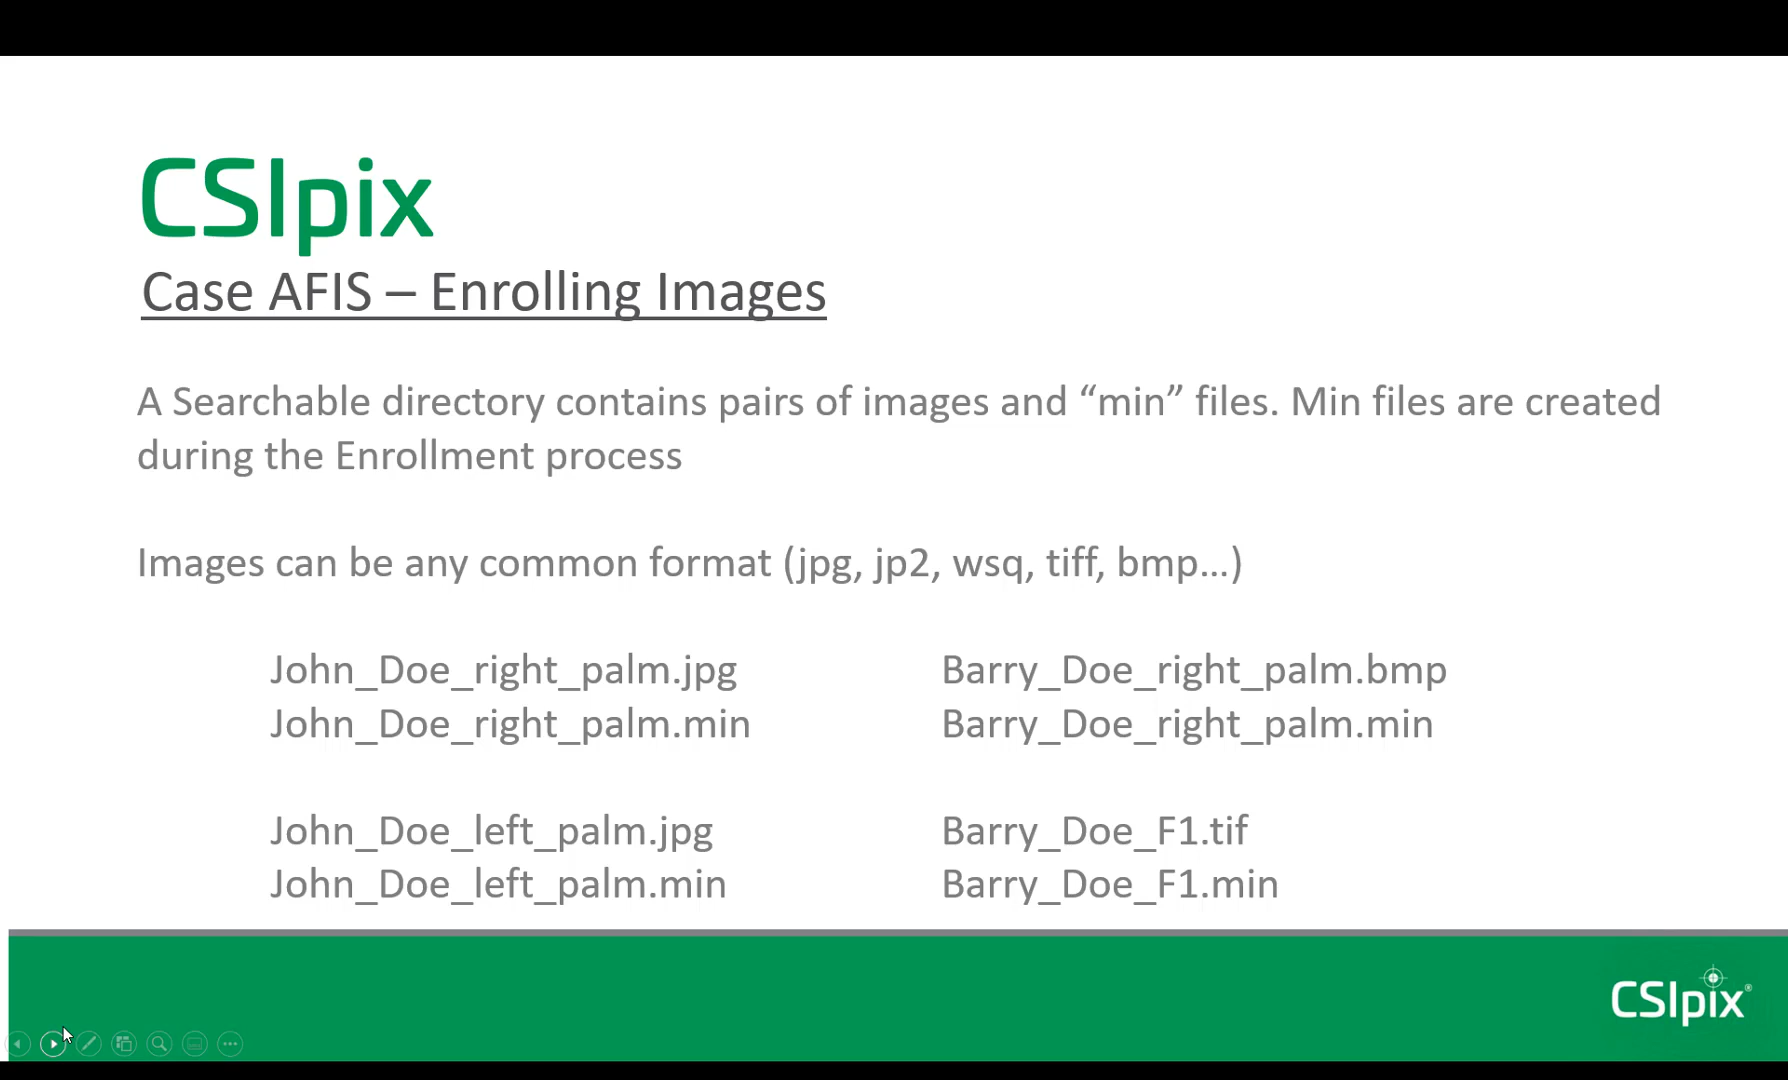 CSIpix
Case AFIS – Enrolling Images
A Searchable directory contains pairs of images and “min” files. Min files are created
during the Enrollment process
Images can be any common format (jpg, jp2, wsq, tiff, bmp…)
John_Doe_right_palm.jpg
John_Doe_right_palm.min
John_Doe_left_palm.jpg
John_Doe_left_palm.min
Barry_Doe_right_palm.bmp
Barry_Doe_right_palm.min
Barry_Doe_F1.tif
Barry_Doe_F1.min
CSIpix®